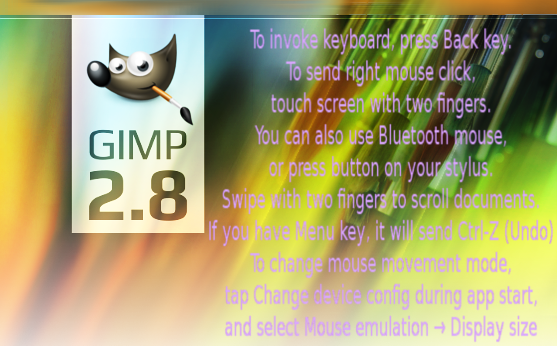 GIMP
2.8
To invoke keyboard, press Back key.
To send right mouse click,
touch screen with two fingers.
You can also use Bluetooth mouse,
or press button on your stylus.
Swipe with two fingers to scroll documents.
If you have Menu key, it will send Ctrl-Z (Undo)
To change mouse movement mode,
tap Change device config during app start,
and select Mouse emulation → Display size